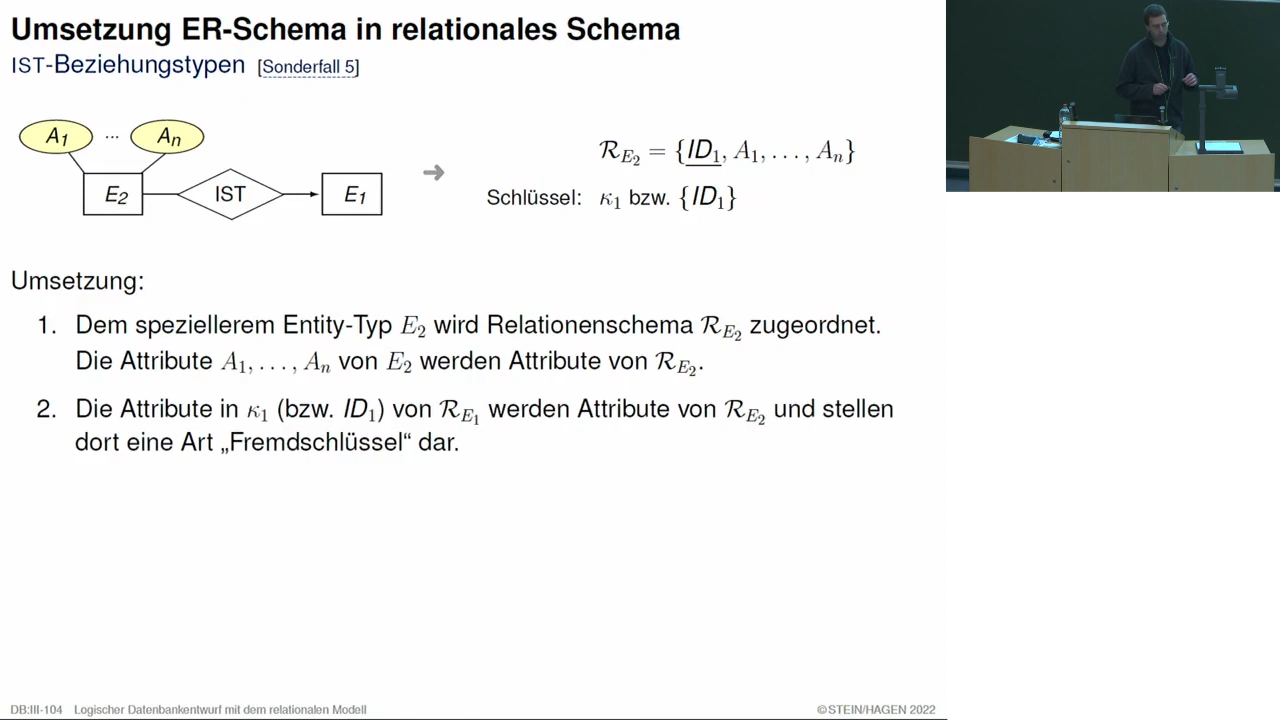 Umsetzung ER-Schema in relationales Schema
IST-Beziehungstypen [Sonderfall 5]
A₁ ... Aₙ
E₂ IST E₁
➔
ℛ_E₂ = {ID₁, A₁, . . . , Aₙ}
Schlüssel: κ₁ bzw. {ID₁}
Umsetzung:
1. Dem speziellerem Entity-Typ E₂ wird Relationenschema ℛ_E₂ zugeordnet.
Die Attribute A₁, . . . , Aₙ von E₂ werden Attribute von ℛ_E₂.
2. Die Attribute in κ₁ (bzw. ID₁) von ℛ_E₁ werden Attribute von ℛ_E₂ und stellen
dort eine Art „Fremdschlüssel“ dar.
DB:III-104 Logischer Datenbankentwurf mit dem relationalen Modell
©STEIN/HAGEN 2022